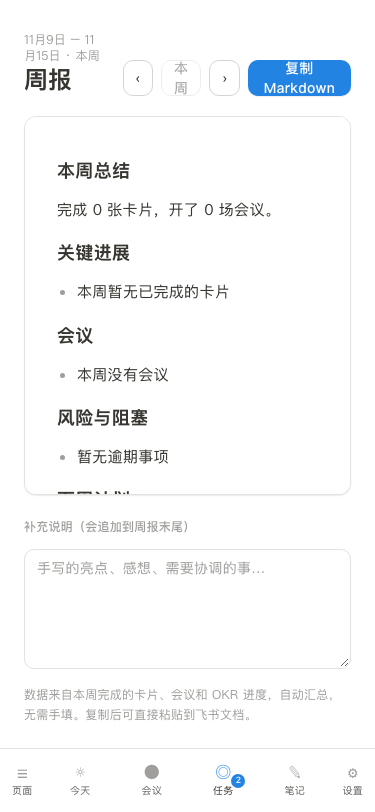 11月9日 — 11
月15日 · 本周
周报
‹
本
周
›
复制
Markdown
本周总结
完成 0 张卡片，开了 0 场会议。
关键进展
本周暂无已完成的卡片
会议
本周没有会议
风险与阻塞
暂无逾期事项
补充说明（会追加到周报末尾）
手写的亮点、感想、需要协调的事…
数据来自本周完成的卡片、会议和 OKR 进度，自动汇总，
无需手填。复制后可直接粘贴到飞书文档。
2
页面
今天
会议
任务
笔记
设置